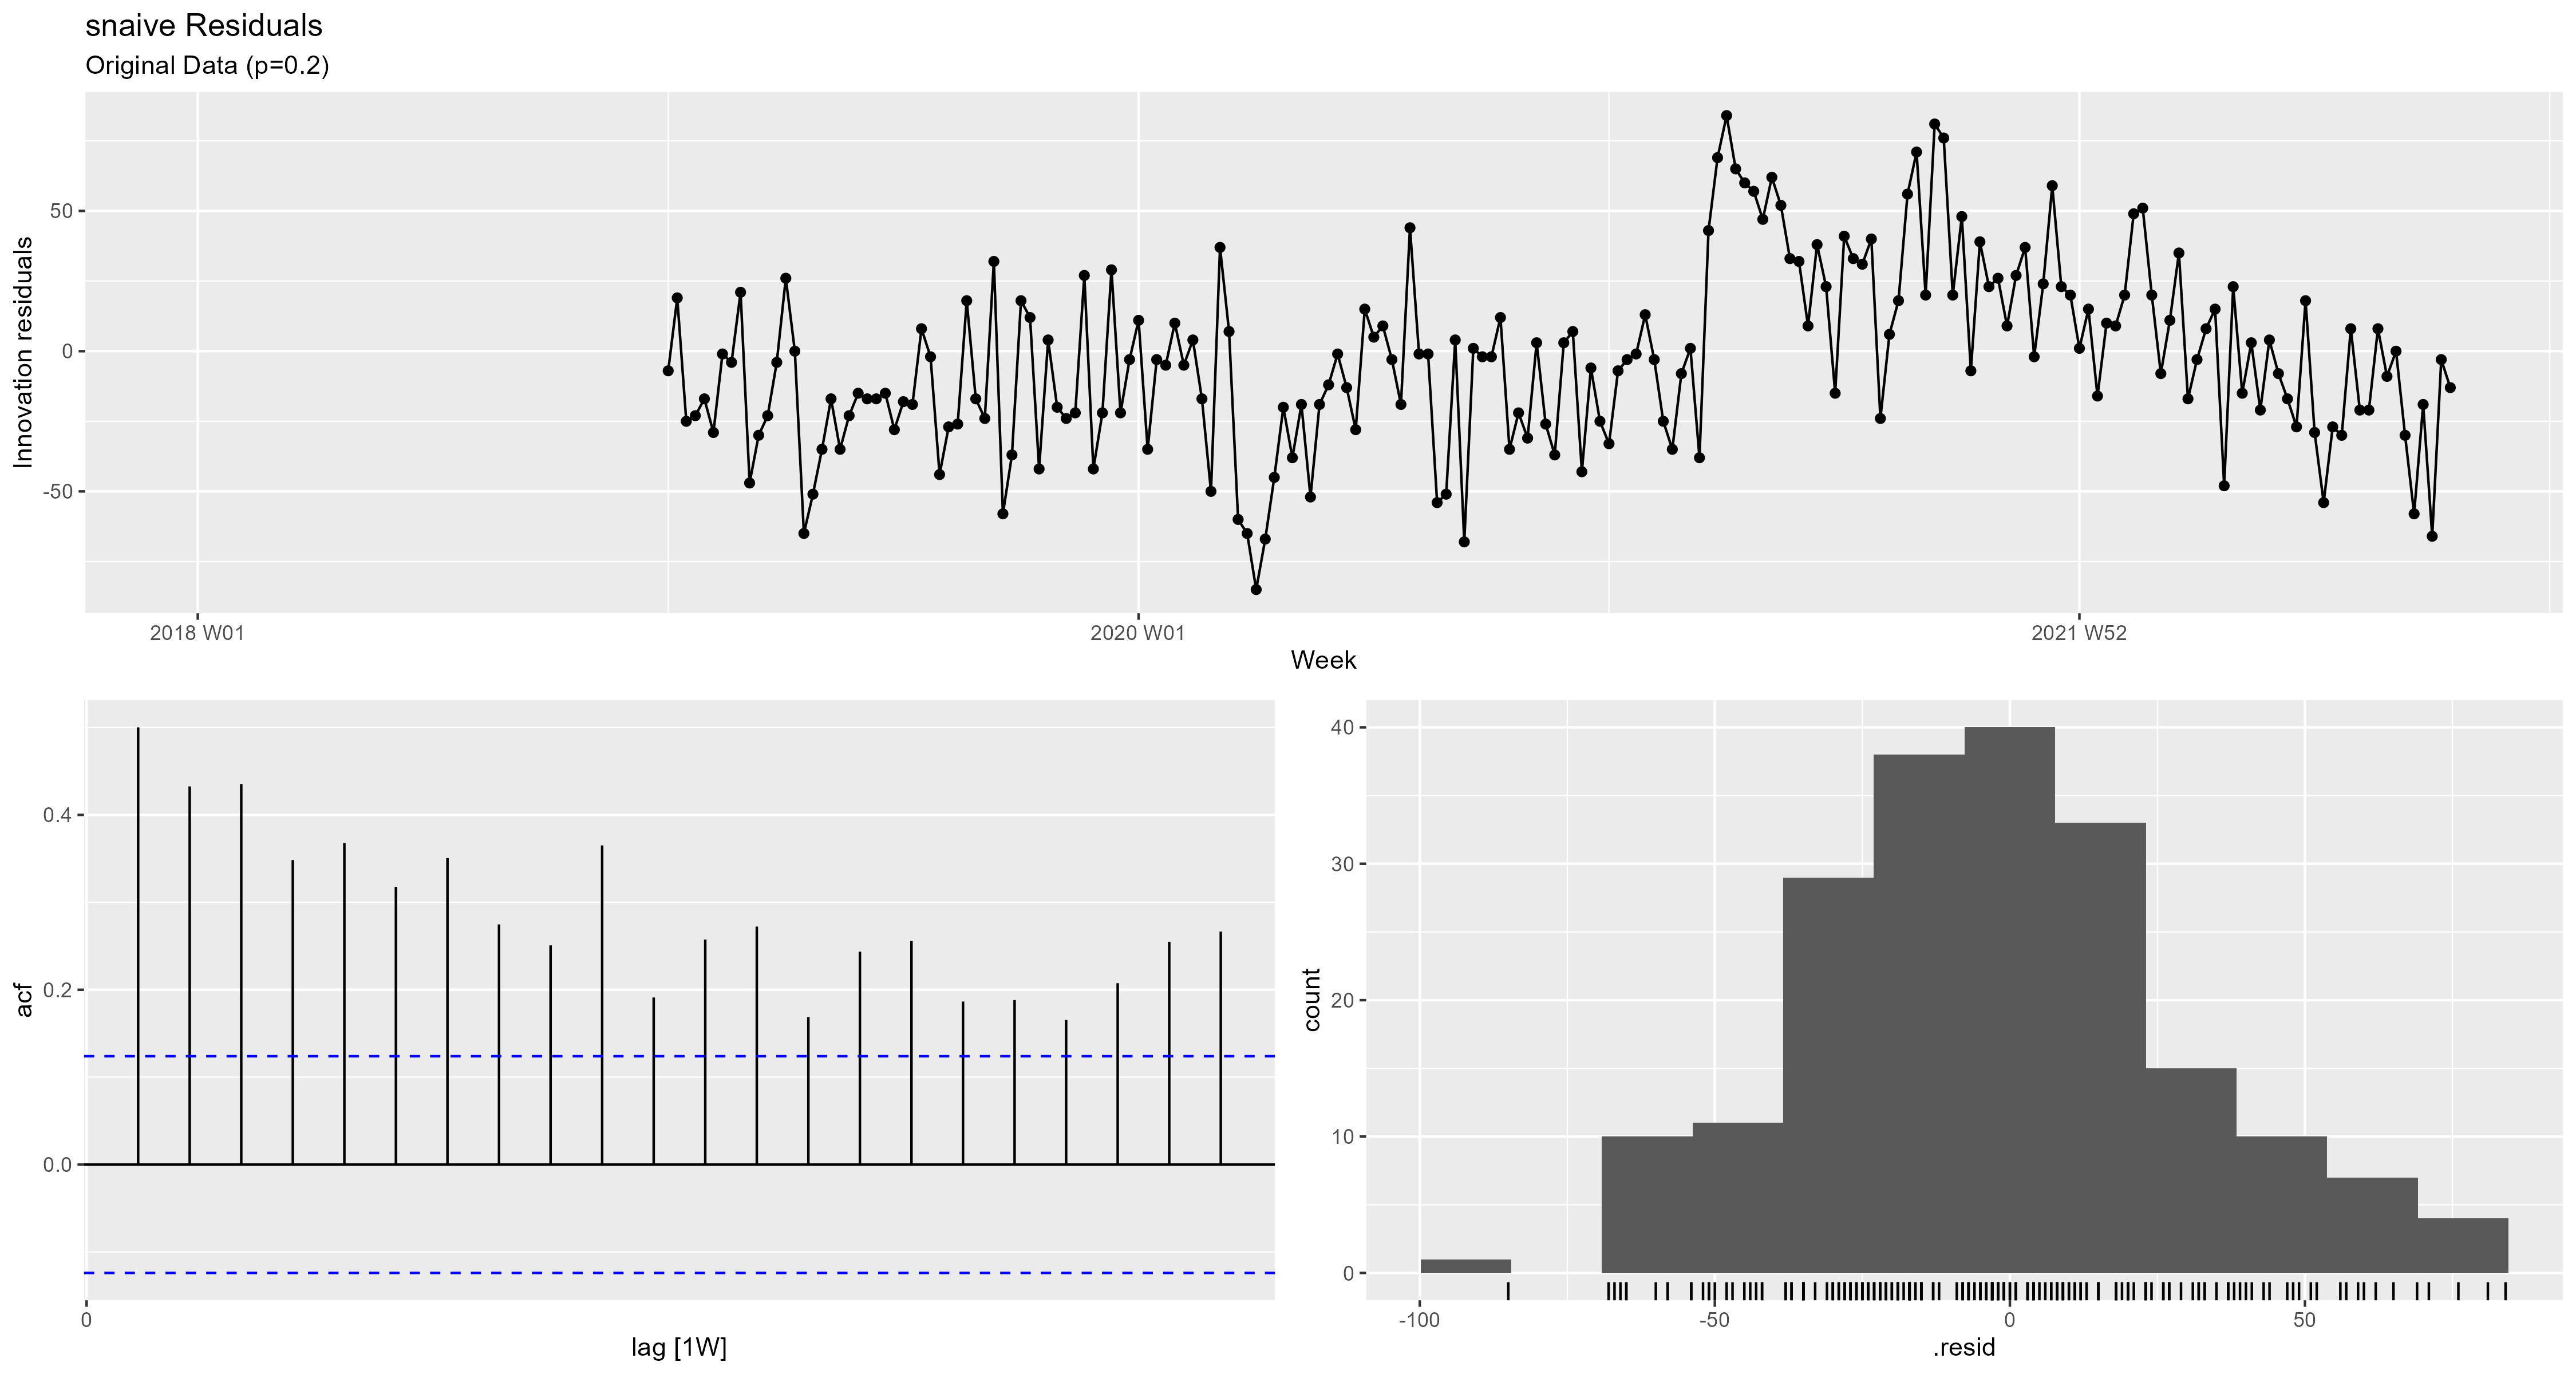 snaive Residuals
Original Data (p=0.2)
Innovation residuals
50
0
-50
2018 W01
2020 W01
2021 W52
Week
acf
0.4
0.2
0.0
0
lag [1W]
count
40
30
20
10
0
-100
-50
0
50
.resid